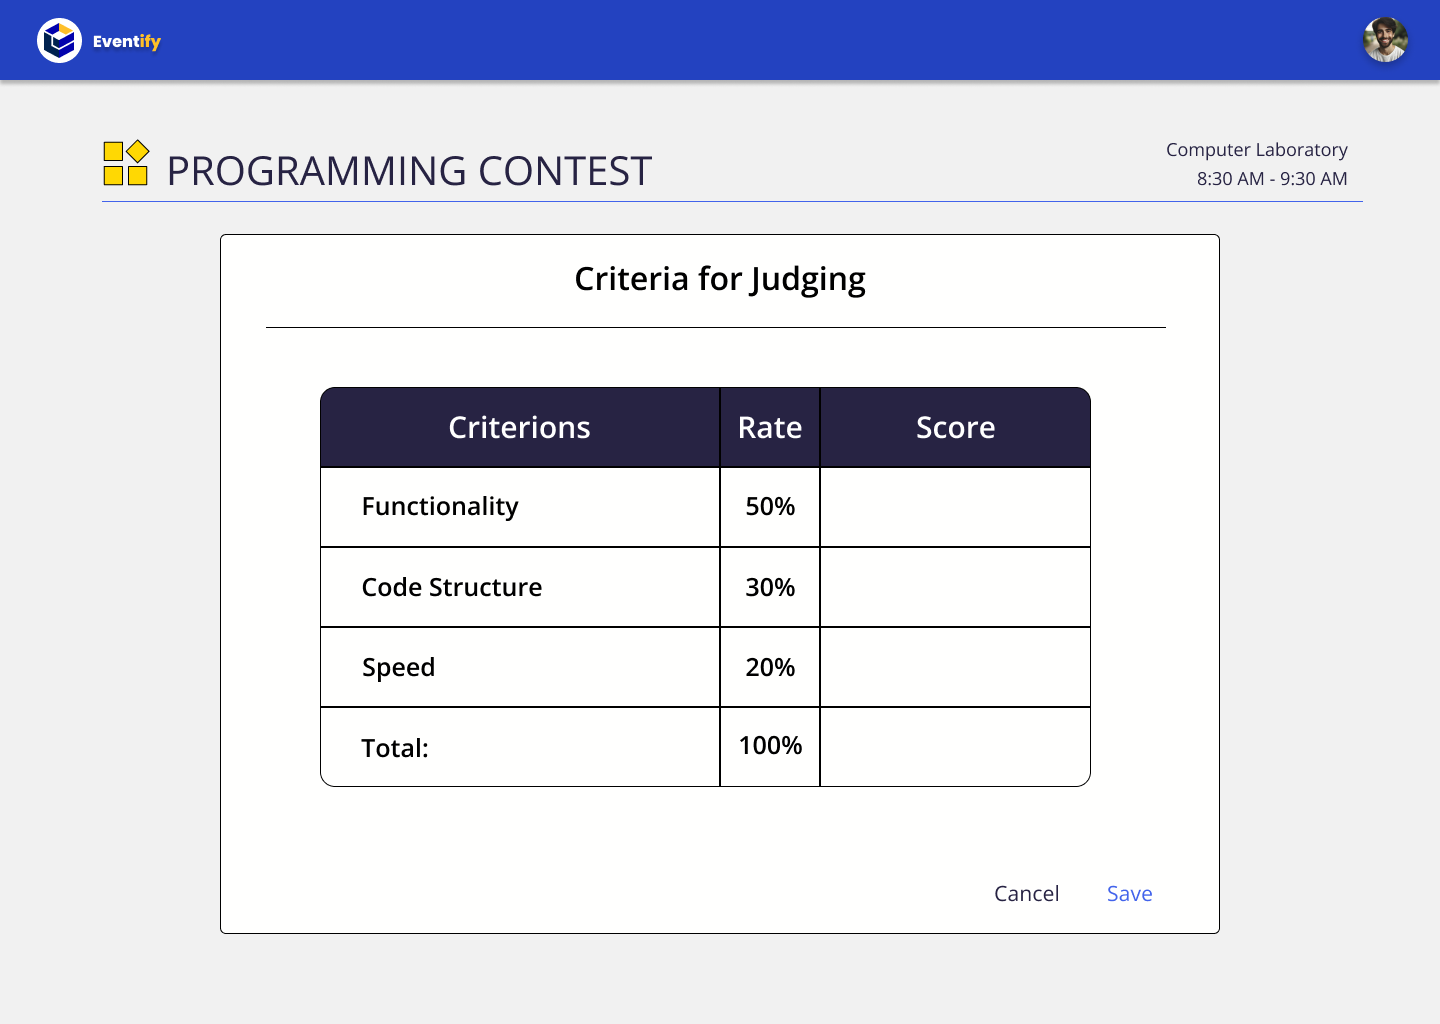 Eventify
PROGRAMMING CONTEST
Computer Laboratory
8:30 AM - 9:30 AM
Criteria for Judging
Criterions Rate Score
Functionality 50%
Code Structure 30%
Speed 20%
Total: 100%
Cancel Save